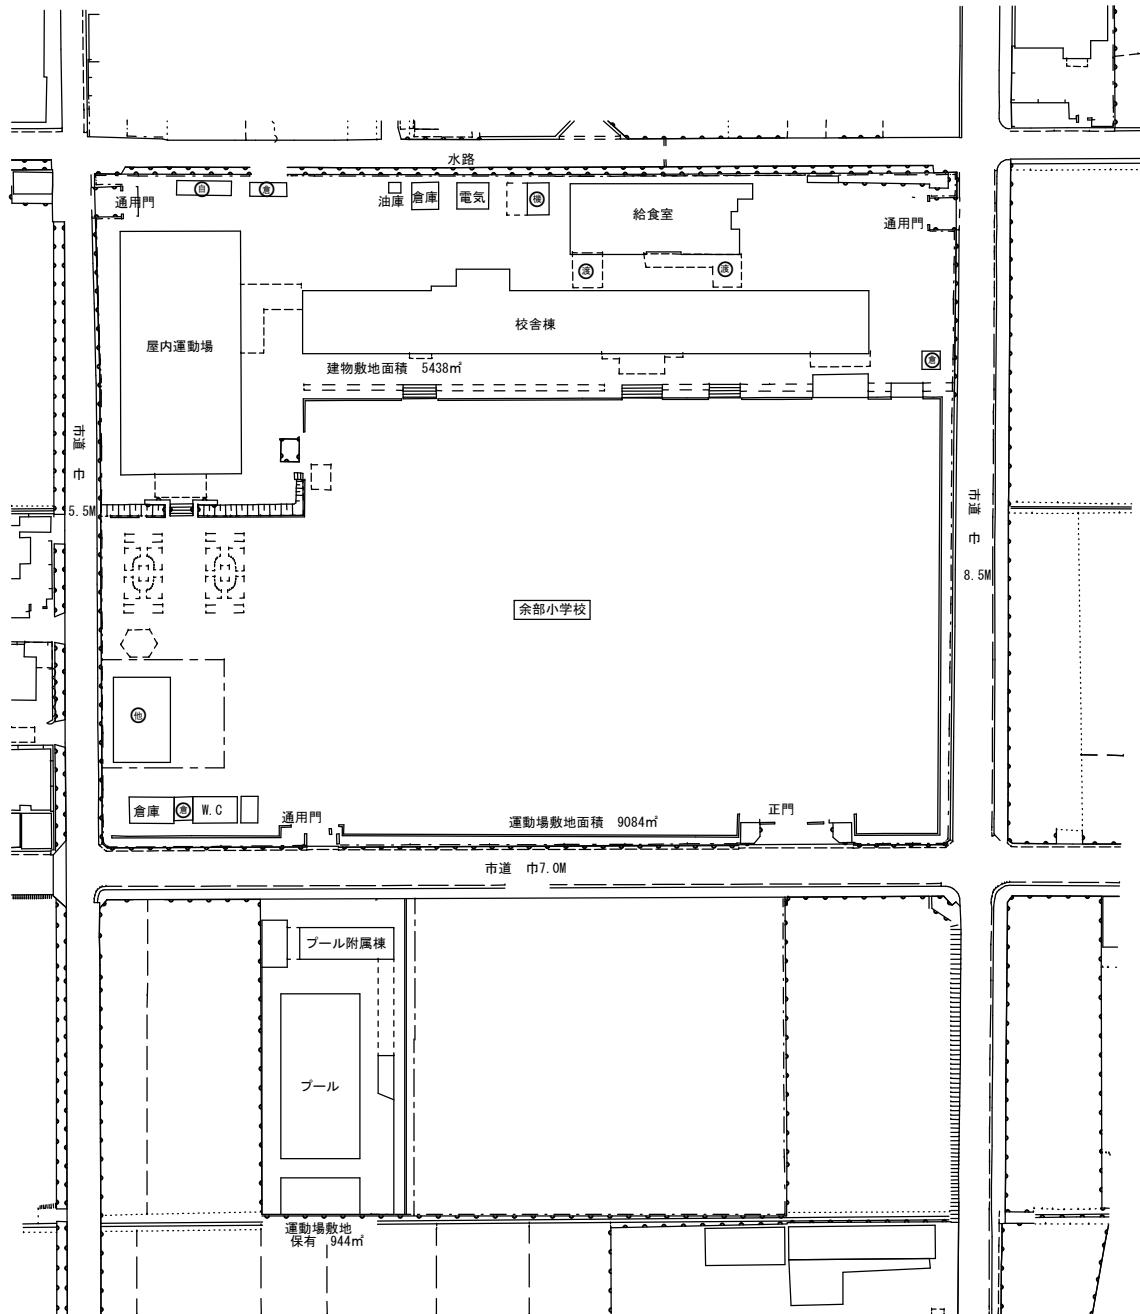 水路
自
倉
油庫
倉庫
電気
機
給食室
通用門
通用門
渡
渡
校舎棟
屋内運動場
建物敷地面積 5438㎡
倉
市道 巾
5.5M
市道 巾
8.5M
余部小学校
他
倉庫
倉
W.C
通用門
運動場敷地面積 9084㎡
正門
市道 巾7.0M
プール附属棟
プール
運動場敷地
保有 944㎡